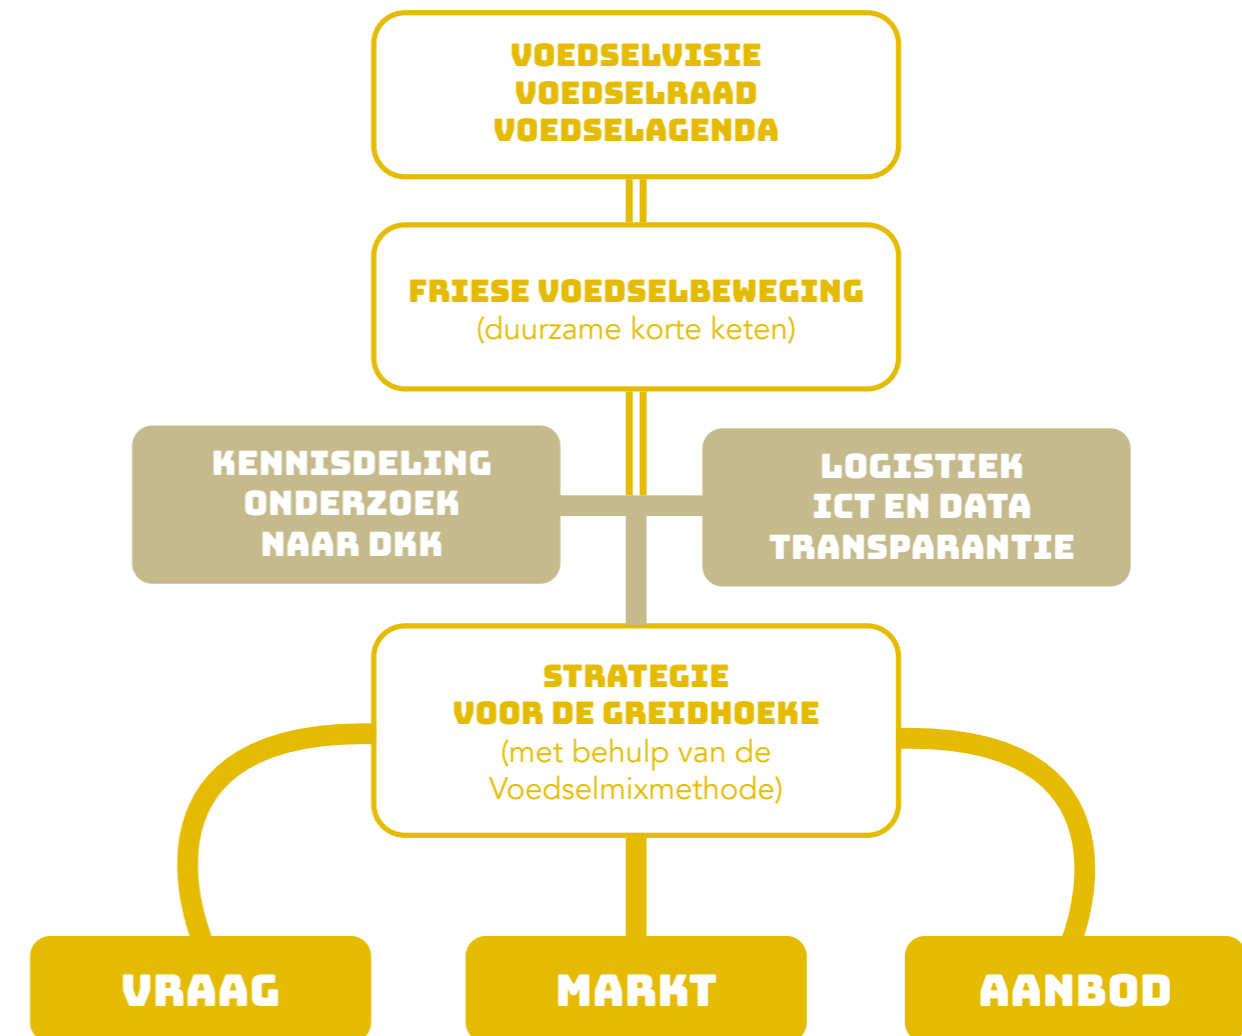 VOEDSELVISIE
VOEDSELRAAD
VOEDSELAGENDA
FRIESE VOEDSELBEWEGING
(duurzame korte keten)
KENNISDELING
ONDERZOEK
NAAR DKK
LOGISTIEK
ICT EN DATA
TRANSPARANTIE
STRATEGIE
VOOR DE GREIDHOEKE
(met behulp van de
Voedselmixmethode)
VRAAG
MARKT
AANBOD